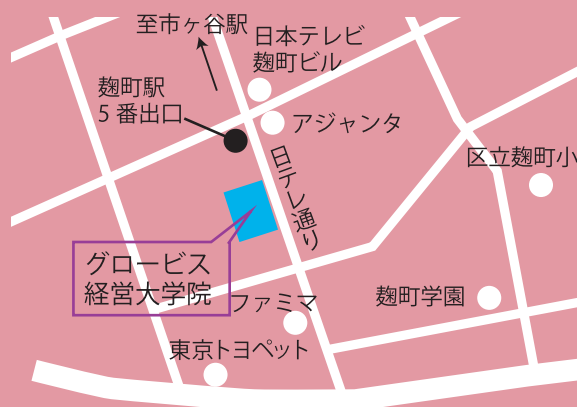 至市ヶ谷駅
日本テレビ
麹町ビル
麹町駅
5番出口
アジャンタ
日テレ通り
区立麹町小
グロービス
経営大学院
ファミマ
麹町学園
東京トヨペット